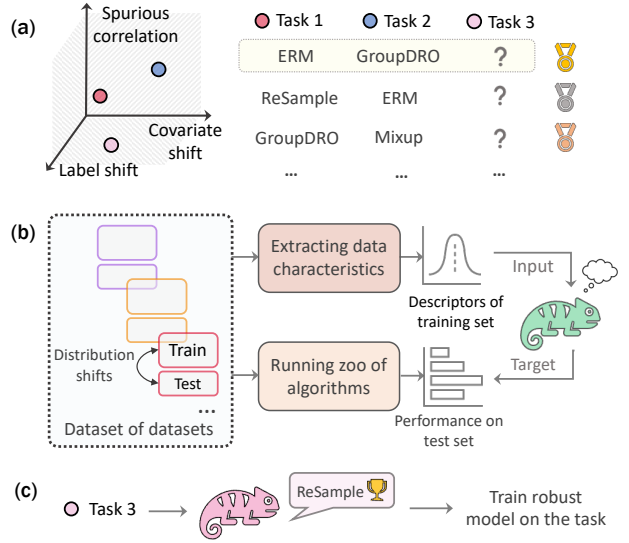 (a)
Spurious
correlation
Covariate
shift
Label shift
Task 1 Task 2 Task 3
ERM GroupDRO ?
ReSample ERM ?
GroupDRO Mixup ?
... ... ...
(b)
Train
Test
Distribution
shifts
...
Dataset of datasets
Extracting data
characteristics
Descriptors of
training set
Input
Running zoo of
algorithms
Performance on
test set
Target
(c)
Task 3
ReSample
Train robust
model on the task